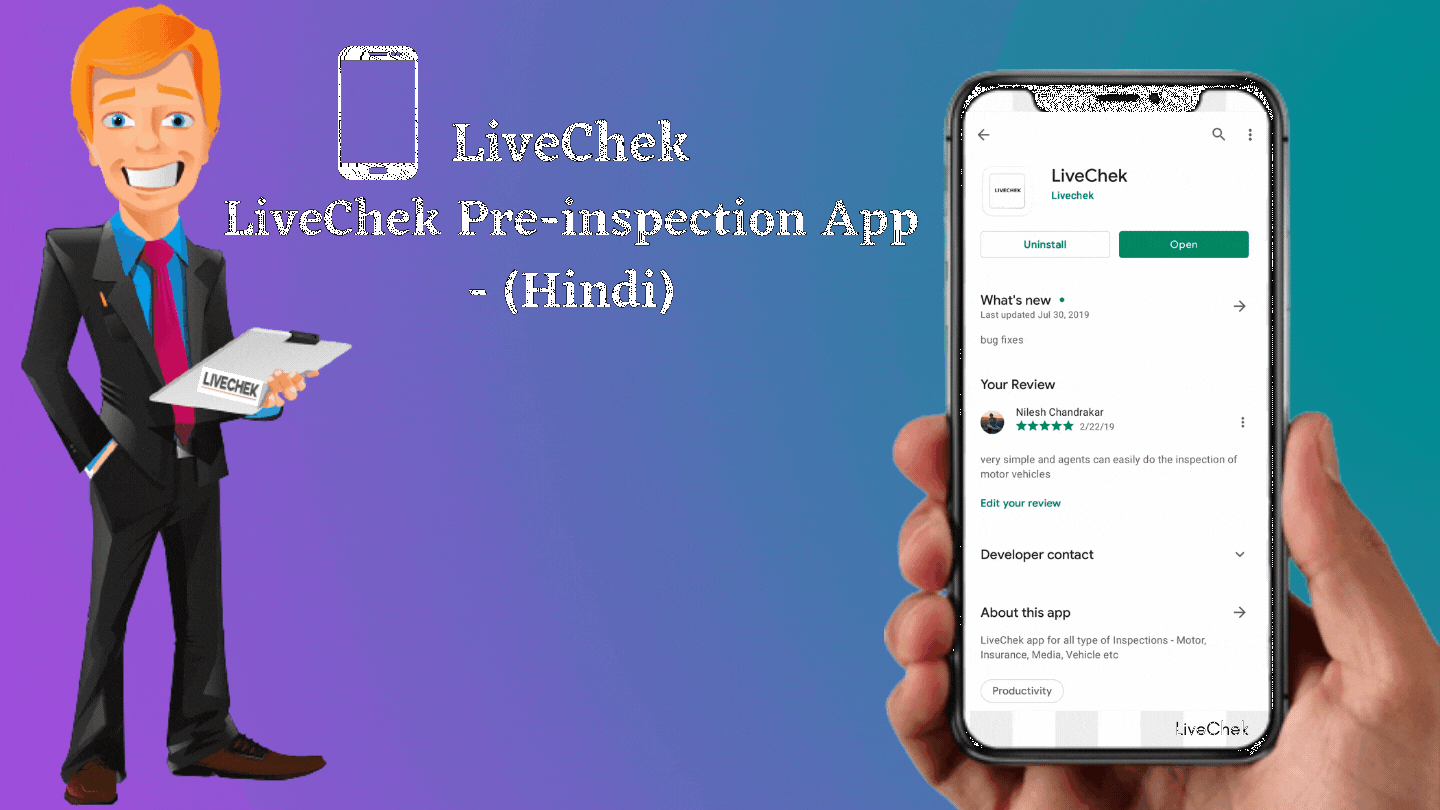 LiveChek
LiveChek Pre-inspection App
- (Hindi)
LIVECHEK
LIVECHEK
LiveChek
Livechek
Uninstall
Open
What's new
Last updated Jul 30, 2019
bug fixes
Your Review
Nilesh Chandrakar
2/22/19
very simple and agents can easily do the inspection of
motor vehicles
Edit your review
Developer contact
About this app
LiveChek app for all type of Inspections - Motor,
Insurance, Media, Vehicle etc
Productivity
LiveChek